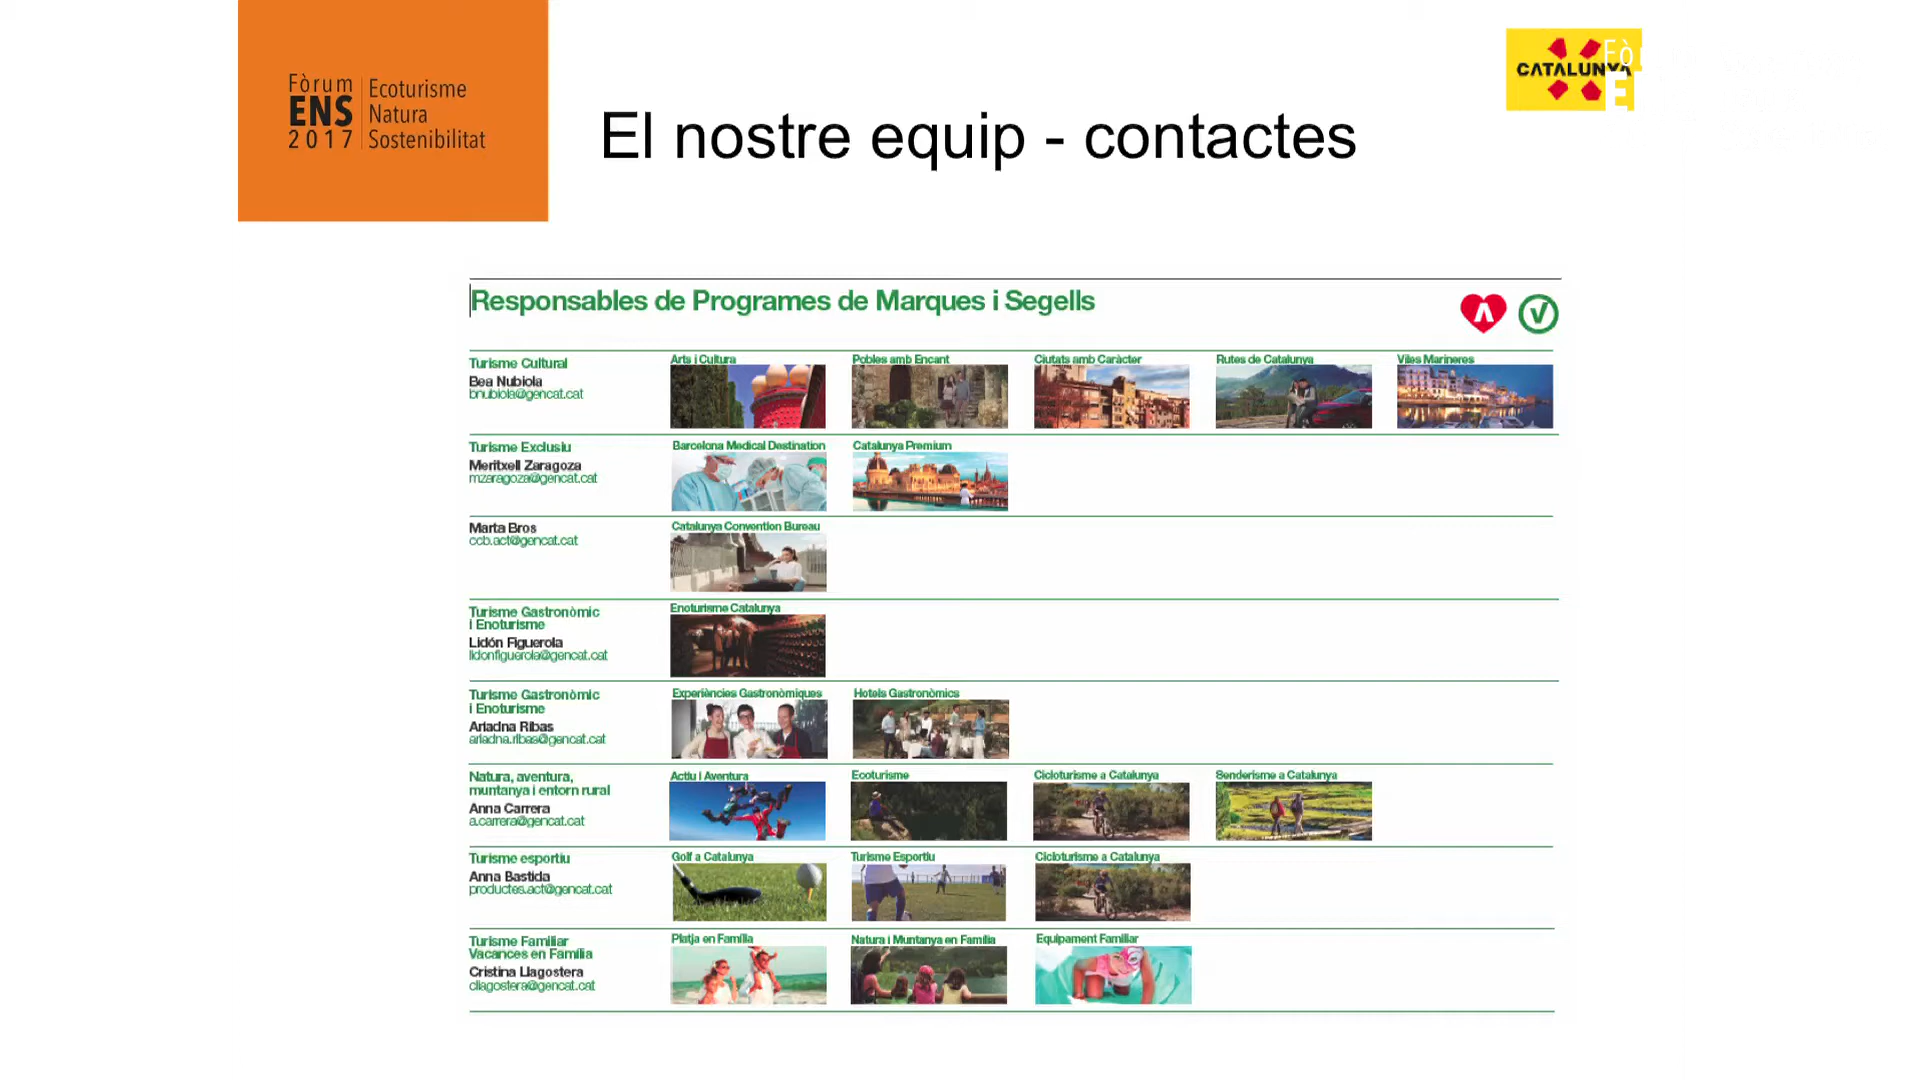 Fòrum
ENS
2017
Ecoturisme
Natura
Sostenibilitat
El nostre equip - contactes
CATALUNYA
Responsables de Programes de Marques i Segells
Turisme Cultural
Bea Nubiola
bnubiola@gencat.cat
Arts i Cultura
Pobles amb Encant
Ciutats amb Caràcter
Rutes de Catalunya
Viles Marineres
Turisme Exclusiu
Meritxell Zaragoza
mzaragoza@gencat.cat
Barcelona Medical Destination
Catalunya Premium
Marta Bros
ccb.act@gencat.cat
Catalunya Convention Bureau
Turisme Gastronòmic
i Enoturisme
Lidón Figuerola
lidonfiguerola@gencat.cat
Enoturisme Catalunya
Turisme Gastronòmic
i Enoturisme
Ariadna Ribas
ariadna.ribas@gencat.cat
Experiències Gastronòmiques
Hotels Gastronòmics
Natura, aventura,
muntanya i entorn rural
Anna Carrera
a.carrera@gencat.cat
Actiu i Aventura
Ecoturisme
Cicloturisme a Catalunya
Senderisme a Catalunya
Turisme esportiu
Anna Bastida
productes.act@gencat.cat
Golf a Catalunya
Turisme Esportiu
Cicloturisme a Catalunya
Turisme Familiar
Vacances en Família
Cristina Llagostera
cllagostera@gencat.cat
Platja en Família
Natura i Muntanya en Família
Equipament Familiar